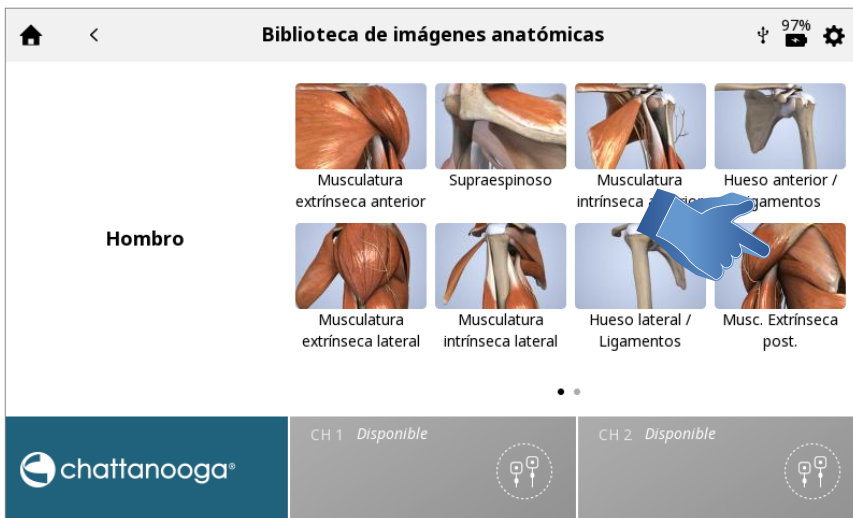 Biblioteca de imágenes anatómicas
97%
Musculatura
extrínseca anterior
Supraespinoso
Musculatura
intrínseca
Hueso anterior /
Ligamentos
Hombro
Musculatura
extrínseca lateral
Musculatura
intrínseca lateral
Hueso lateral /
Ligamentos
Musc. Extrínseca
post.
chattanooga®
CH 1 Disponible
CH 2 Disponible